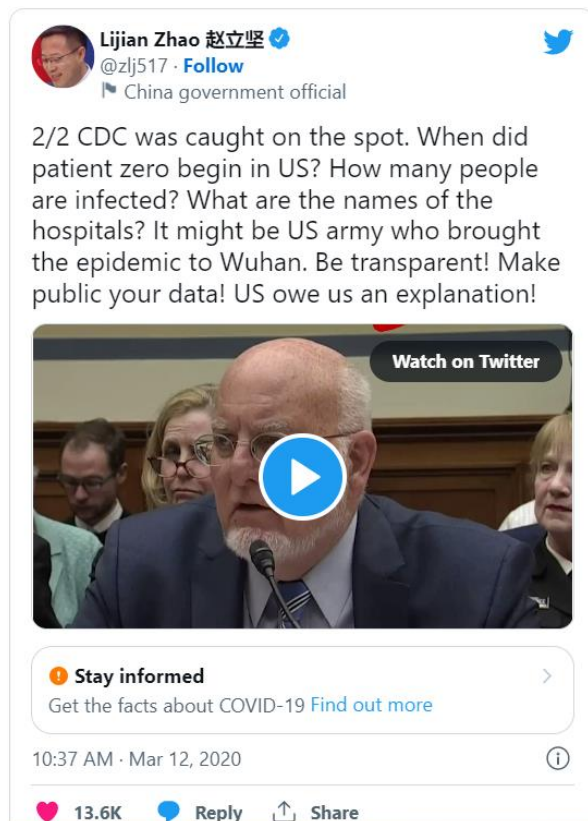 Lijian Zhao 赵立坚
@zlj517 · Follow
China government official
2/2 CDC was caught on the spot. When did
patient zero begin in US? How many people
are infected? What are the names of the
hospitals? It might be US army who brought
the epidemic to Wuhan. Be transparent! Make
public your data! US owe us an explanation!
Watch on Twitter
Stay informed
Get the facts about COVID-19 Find out more
10:37 AM · Mar 12, 2020
13.6K Reply Share